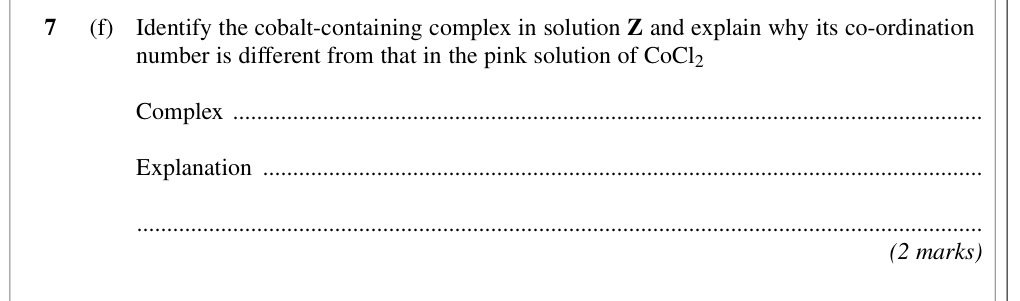 7 (f) Identify the cobalt-containing complex in solution Z and explain why its co-ordination
number is different from that in the pink solution of CoCl₂
Complex ..............................................................................................................................
Explanation .........................................................................................................................
..............................................................................................................................................
(2 marks)